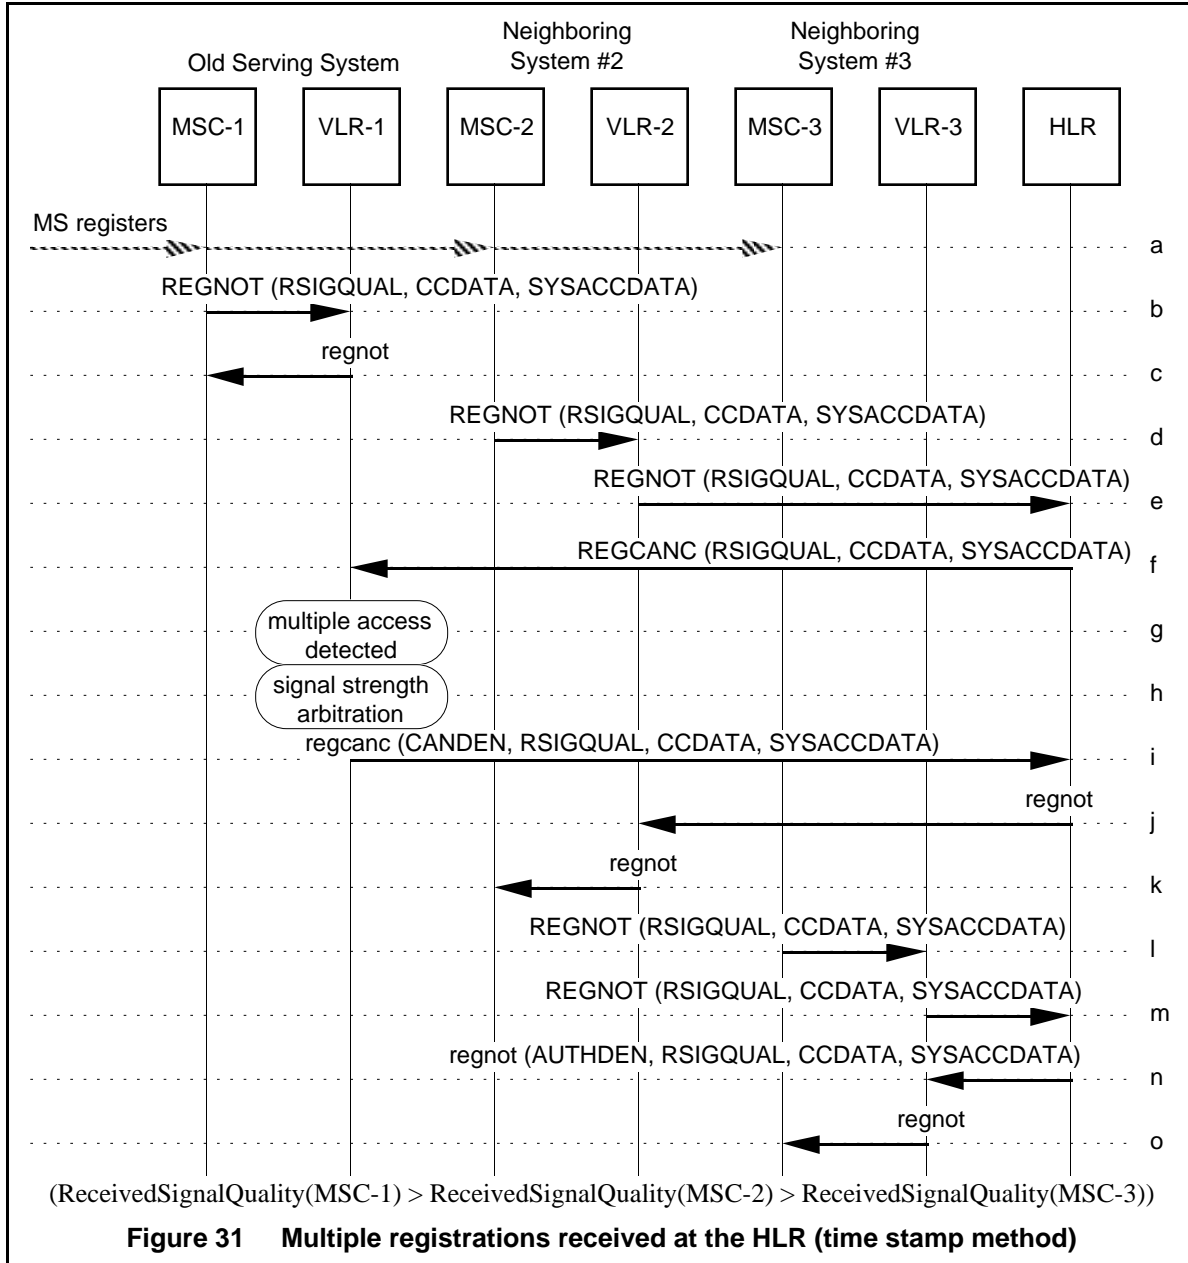 Neighboring
System #2
Neighboring
System #3
Old Serving System
MSC-1
VLR-1
MSC-2
VLR-2
MSC-3
VLR-3
HLR
MS registers
a
REGNOT (RSIGQUAL, CCDATA, SYSACCDATA)
b
regnot
c
REGNOT (RSIGQUAL, CCDATA, SYSACCDATA)
d
REGNOT (RSIGQUAL, CCDATA, SYSACCDATA)
e
REGCANC (RSIGQUAL, CCDATA, SYSACCDATA)
f
multiple access
detected
g
signal strength
arbitration
h
regcanc (CANDEN, RSIGQUAL, CCDATA, SYSACCDATA)
i
regnot
j
regnot
k
REGNOT (RSIGQUAL, CCDATA, SYSACCDATA)
l
REGNOT (RSIGQUAL, CCDATA, SYSACCDATA)
m
regnot (AUTHDEN, RSIGQUAL, CCDATA, SYSACCDATA)
n
regnot
o
(ReceivedSignalQuality(MSC-1) > ReceivedSignalQuality(MSC-2) > ReceivedSignalQuality(MSC-3))
Figure 31 Multiple registrations received at the HLR (time stamp method)